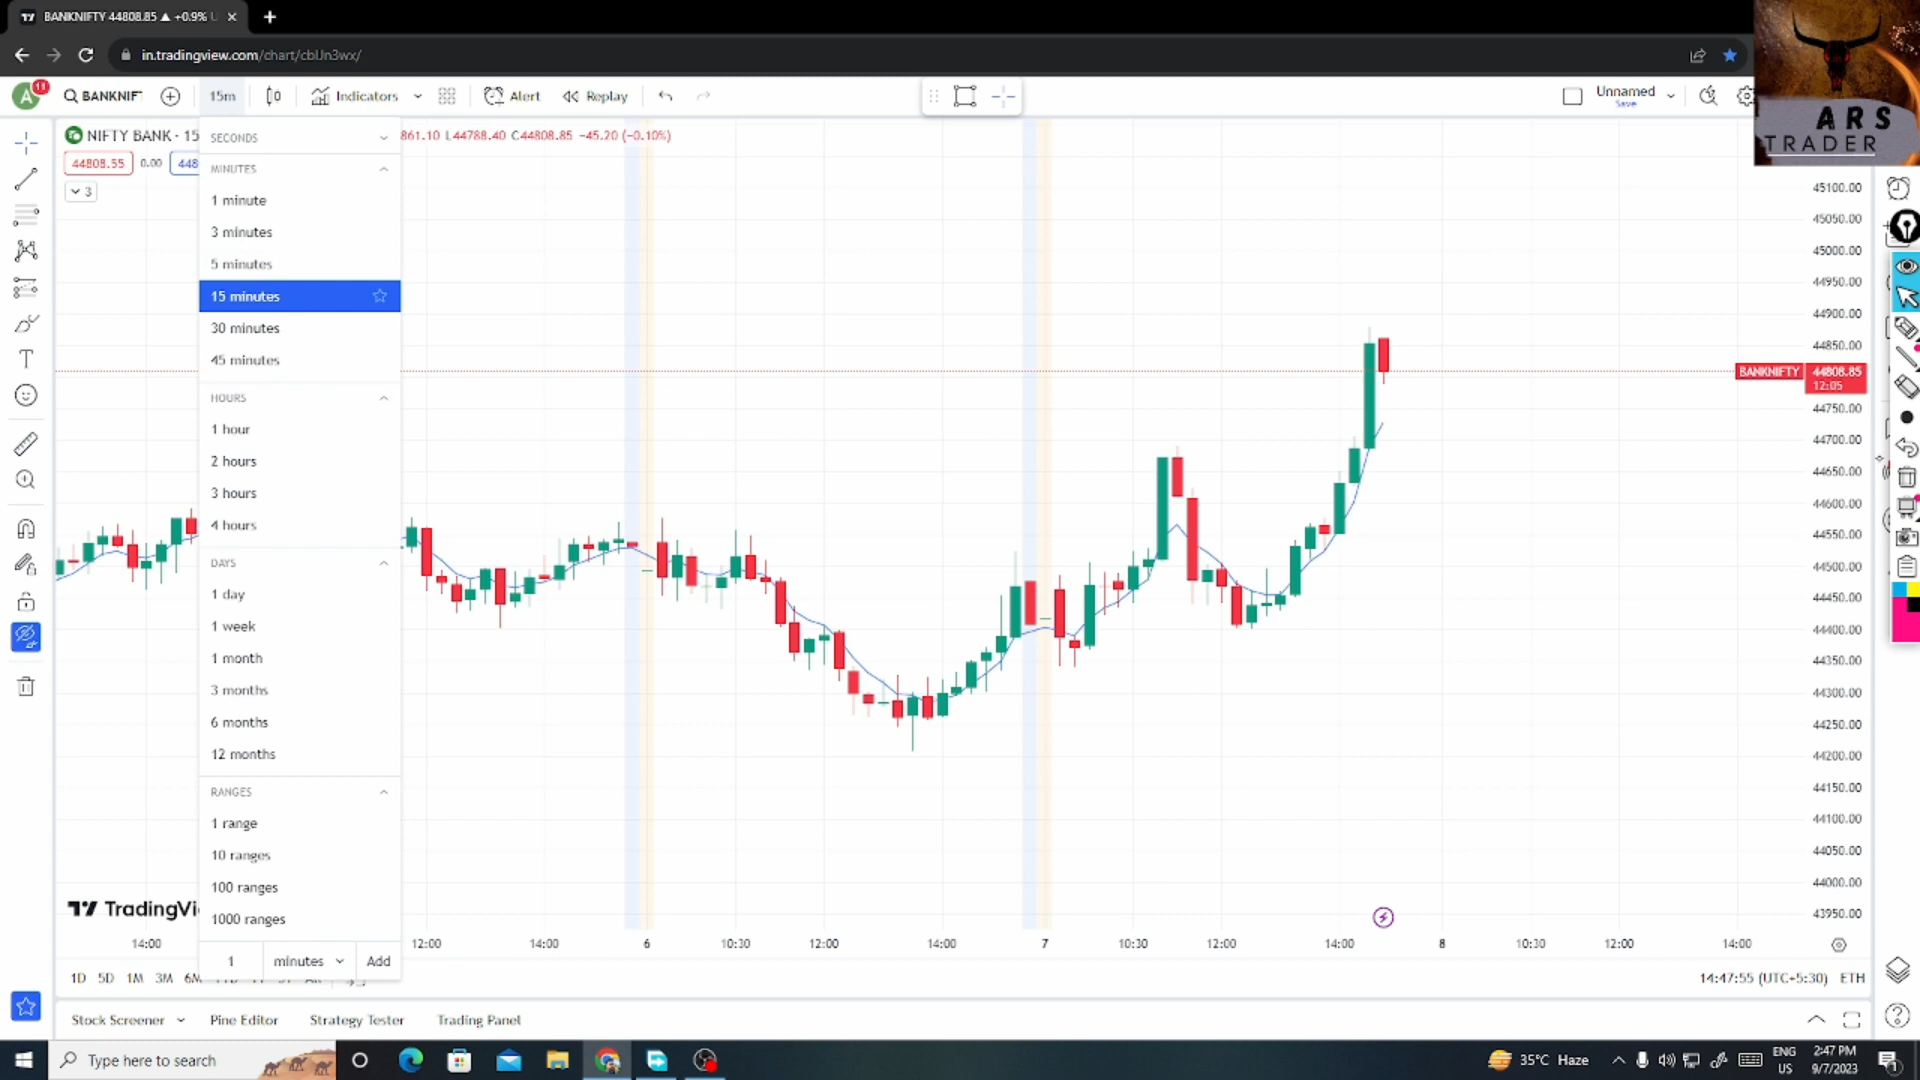 BANKNIFTY 44808.85 ▲ +0.9% U
in.tradingview.com/chart/cblJn3wx/
A 11 BANKNIF 15m Indicators Alert Replay Unnamed
Save
ARS
TRADER
NIFTY BANK · 15
861.10 L44788.40 C44808.85 −45.20 (−0.10%)
44808.55 0.00 448
3
SECONDS
MINUTES
1 minute
3 minutes
5 minutes
15 minutes
30 minutes
45 minutes
HOURS
1 hour
2 hours
3 hours
4 hours
DAYS
1 day
1 week
1 month
3 months
6 months
12 months
RANGES
1 range
10 ranges
100 ranges
1000 ranges
1 minutes Add
45100.00
45050.00
45000.00
44950.00
44900.00
44850.00
BANKNIFTY 44808.85
12:05
44750.00
44700.00
44650.00
44600.00
44550.00
44500.00
44450.00
44400.00
44350.00
44300.00
44250.00
44200.00
44150.00
44100.00
44050.00
44000.00
43950.00
TradingVi
14:00 12:00 14:00 6 10:30 12:00 14:00 7 10:30 12:00 14:00 8 10:30 12:00 14:00
1D 5D 1M 3M 6M
14:47:55 (UTC+5:30) ETH
Stock Screener Pine Editor Strategy Tester Trading Panel
Type here to search
35°C Haze
ENG
US
2:47 PM
9/7/2023
1